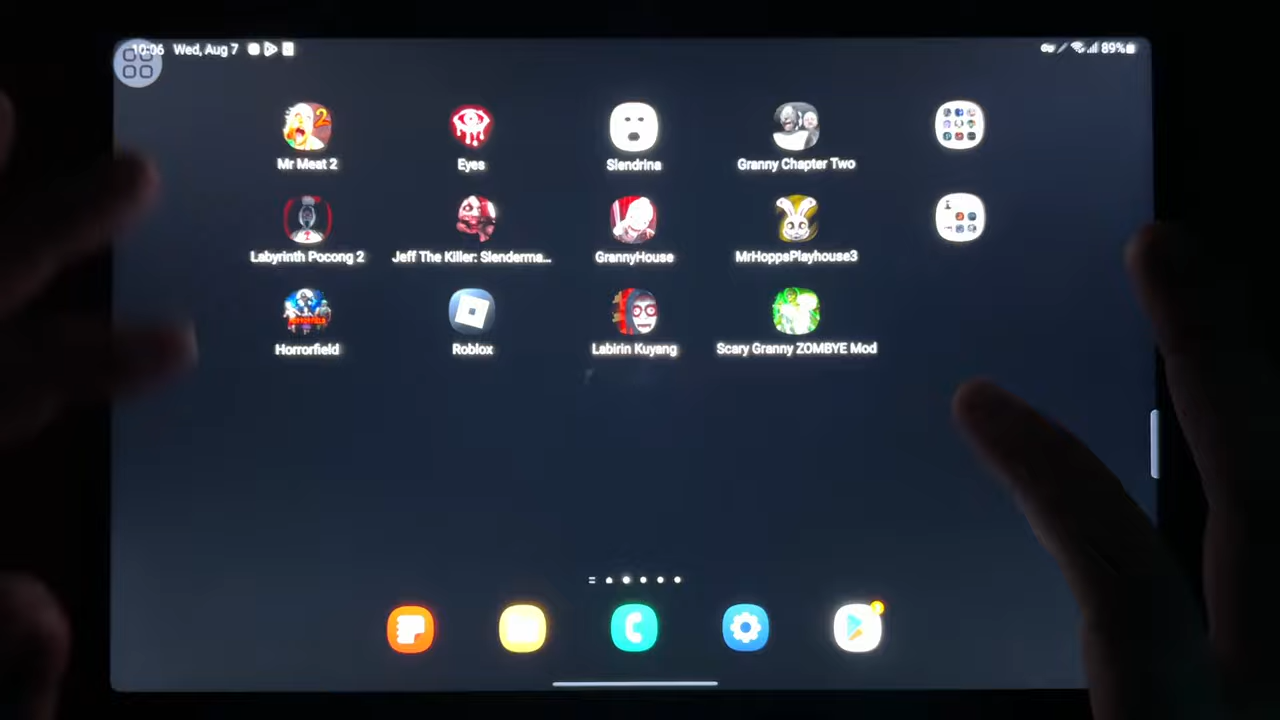 10:06 Wed, Aug 7
89%
Mr Meat 2
Eyes
Slendrina
Granny Chapter Two
Labyrinth Pocong 2
Jeff The Killer: Slenderma...
GrannyHouse
MrHoppsPlayhouse3
Horrorfield
Roblox
Labirin Kuyang
Scary Granny ZOMBYE Mod